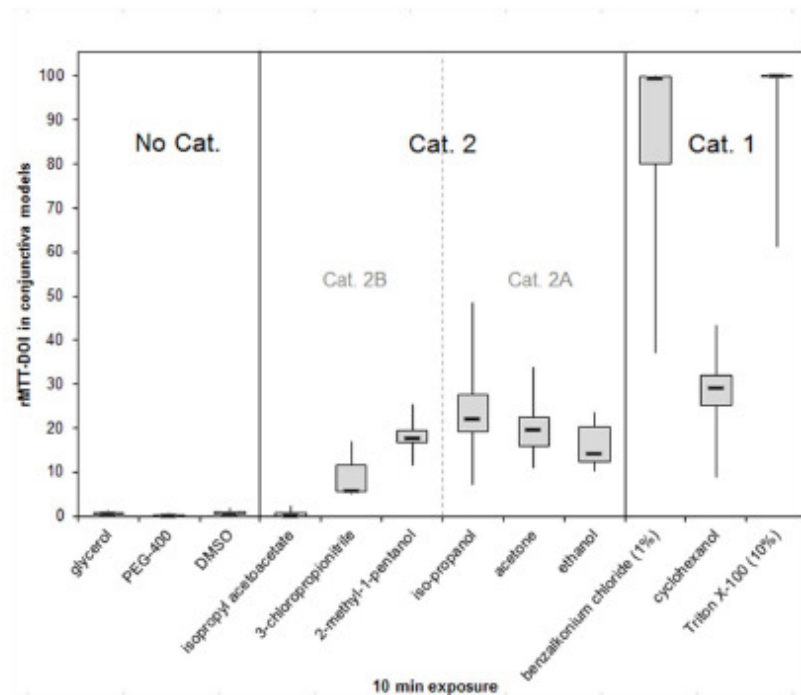 100
90
80
70
60
50
40
30
20
10
0
rMTT-DOI in conjunctiva models
No Cat.
Cat. 2
Cat. 1
Cat. 2B
Cat. 2A
glycerol
PEG-400
DMSO
isopropyl acetoacetate
3-chloropropionitrile
2-methyl-1-pentanol
iso-propanol
acetone
ethanol
benzalkonium chloride (1%)
cyclohexanol
Triton X-100 (10%)
10 min exposure